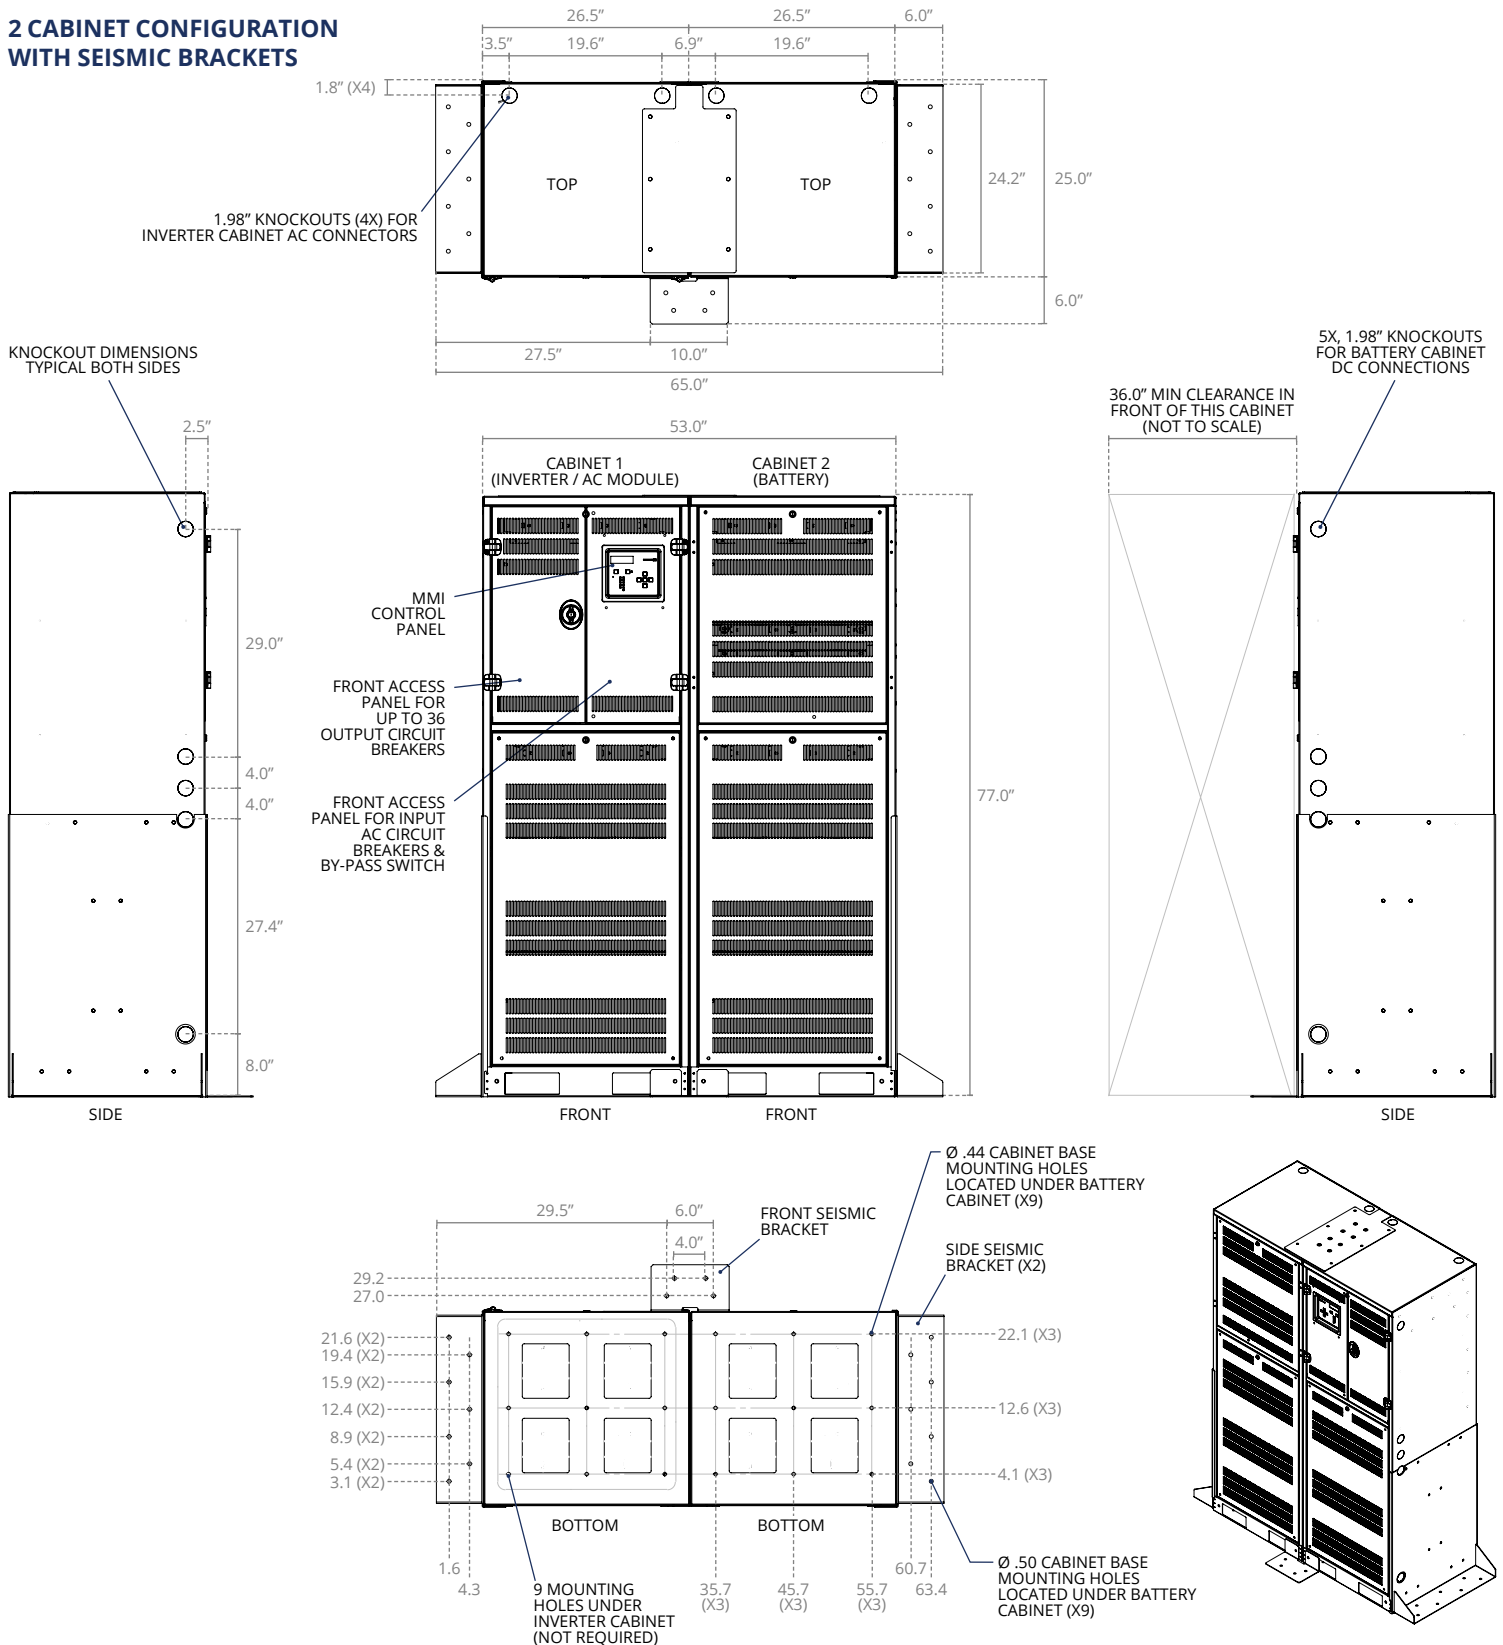 2 CABINET CONFIGURATION
WITH SEISMIC BRACKETS
26.5”
26.5”
6.0”
3.5”
19.6”
6.9”
19.6”
1.8” (X4)
TOP
TOP
24.2”
25.0”
1.98” KNOCKOUTS (4X) FOR
INVERTER CABINET AC CONNECTORS
6.0”
27.5”
10.0”
65.0”
KNOCKOUT DIMENSIONS
TYPICAL BOTH SIDES
5X, 1.98” KNOCKOUTS
FOR BATTERY CABINET
DC CONNECTIONS
36.0” MIN CLEARANCE IN
FRONT OF THIS CABINET
(NOT TO SCALE)
2.5”
53.0”
CABINET 1
(INVERTER / AC MODULE)
CABINET 2
(BATTERY)
MMI
CONTROL
PANEL
29.0”
FRONT ACCESS
PANEL FOR
UP TO 36
OUTPUT CIRCUIT
BREAKERS
4.0”
4.0”
77.0”
FRONT ACCESS
PANEL FOR INPUT
AC CIRCUIT
BREAKERS &
BY-PASS SWITCH
27.4”
8.0”
SIDE
FRONT
FRONT
SIDE
Ø .44 CABINET BASE
MOUNTING HOLES
LOCATED UNDER BATTERY
CABINET (X9)
29.5”
6.0”
4.0”
FRONT SEISMIC
BRACKET
SIDE SEISMIC
BRACKET (X2)
29.2
27.0
21.6 (X2)
19.4 (X2)
15.9 (X2)
12.4 (X2)
8.9 (X2)
5.4 (X2)
3.1 (X2)
22.1 (X3)
12.6 (X3)
4.1 (X3)
BOTTOM
BOTTOM
1.6
4.3
9 MOUNTING
HOLES UNDER
INVERTER CABINET
(NOT REQUIRED)
35.7
(X3)
45.7
(X3)
55.7
(X3)
60.7
63.4
Ø .50 CABINET BASE
MOUNTING HOLES
LOCATED UNDER BATTERY
CABINET (X9)